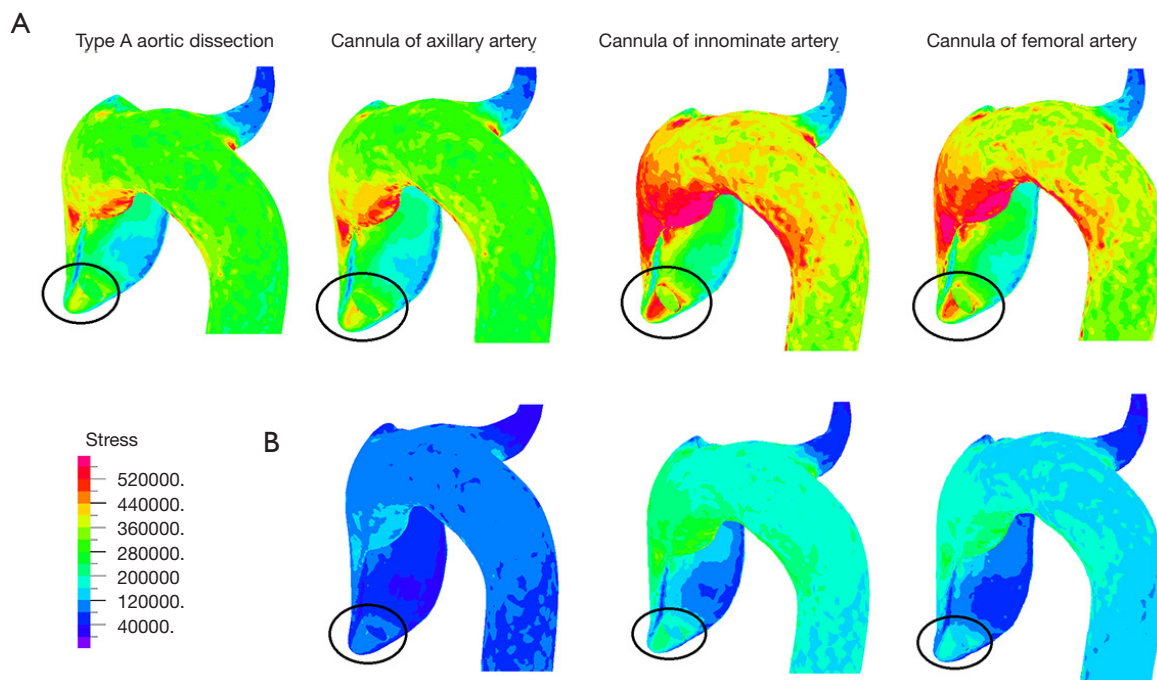 A
Type A aortic dissection
Cannula of axillary artery
Cannula of innominate artery
Cannula of femoral artery
B
Stress
520000.
440000.
360000.
280000.
200000
120000.
40000.